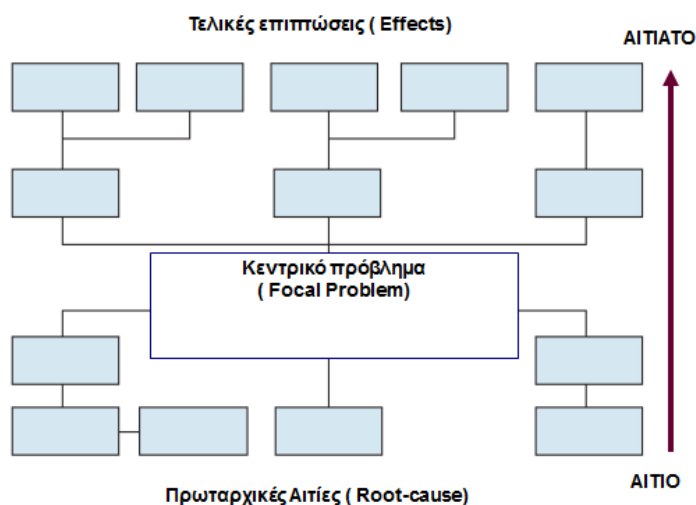 Τελικές επιπτώσεις ( Effects)
ΑΙΤΙΑΤΟ
Κεντρικό πρόβλημα
( Focal Problem)
ΑΙΤΙΟ
Πρωταρχικές Αιτίες ( Root-cause)